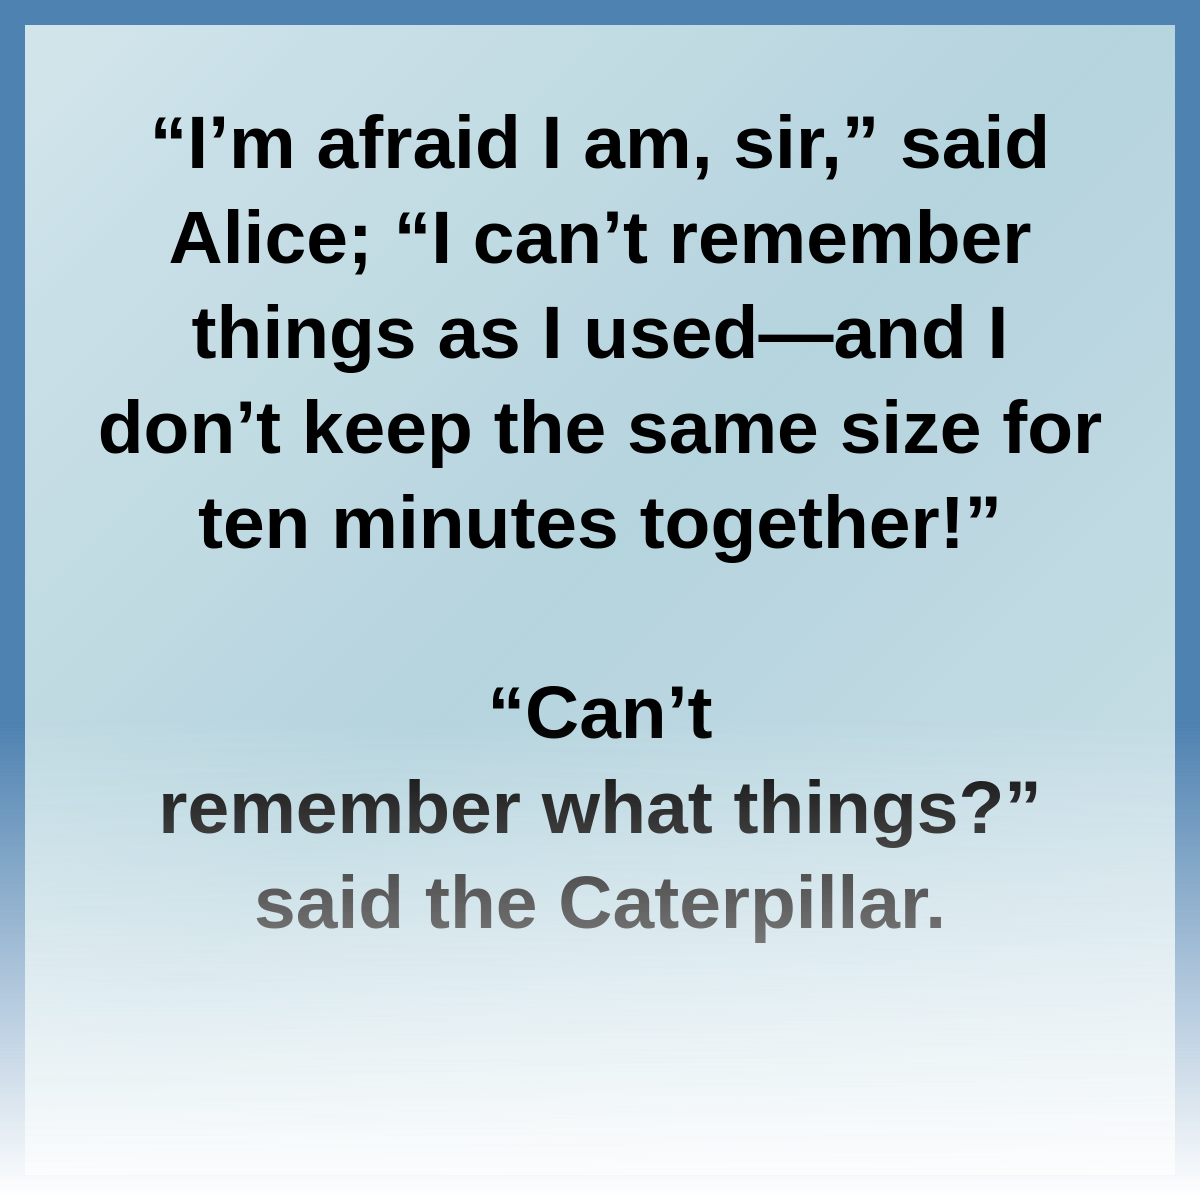 “I’m afraid I am, sir,” said
Alice; “I can’t remember
things as I used—and I
don’t keep the same size for
ten minutes together!”
“Can’t
remember what things?”
said the Caterpillar.